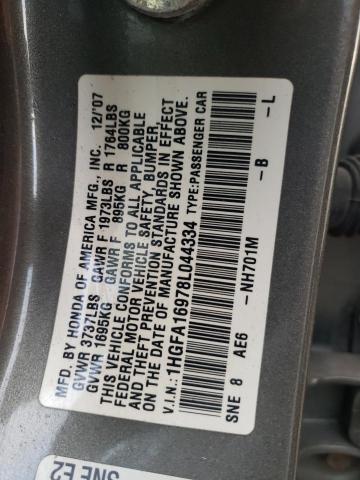 MFD. BY HONDA OF AMERICA MFG., INC. 12/'07
GVWR 3737LBS GAWR F 1973LBS R 1764LBS
GVWR 1695KG GAWR F 895KG R 800KG
THIS VEHICLE CONFORMS TO ALL APPLICABLE
FEDERAL MOTOR VEHICLE SAFETY, BUMPER,
AND THEFT PREVENTION STANDARDS IN EFFECT
ON THE DATE OF MANUFACTURE SHOWN ABOVE.
V.I.N.: 1HGFA16978L044334 TYPE:PASSENGER CAR
SNE 8 AE6 -NH701M -B -L
SNE E2